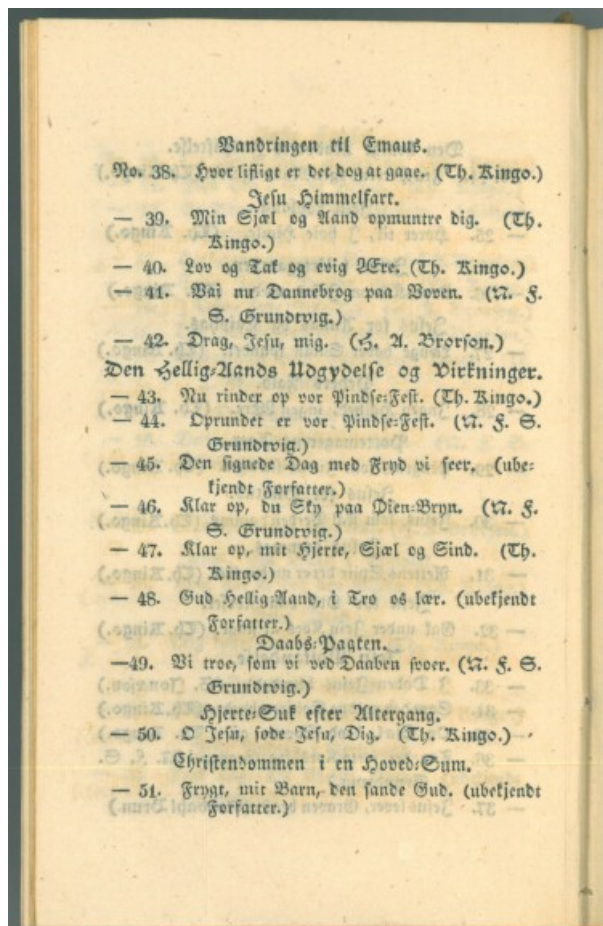 Vandringen til Emaus.
No. 38. Hvor lifligt er det dog at gaae. (Th. Kingo.)
Jesu Himmelfart.
— 39. Min Sjæl og Aand opmuntre dig. (Th.
Kingo.)
— 40. Lov og Tak og evig Ære. (Th. Kingo.)
— 41. Vai nu Dannebrog paa Voven. (N. F.
S. Grundtvig.)
— 42. Drag, Jesu, mig. (H. A. Brorson.)
Den Hellig-Aands Udgydelse og Virkninger.
— 43. Nu rinder op vor Pindse-Fest. (Th. Kingo.)
— 44. Oprundet er vor Pindse-Fest. (N. F. S.
Grundtvig.)
— 45. Den signede Dag med Fryd vi seer. (ube-
kjendt Forfatter.)
— 46. Klar op, du Sky paa Øien-Bryn. (N. F.
S. Grundtvig.)
— 47. Klar op, mit Hjerte, Sjæl og Sind. (Th.
Kingo.)
— 48. Gud Hellig-Aand, i Tro os lær. (ubekjendt
Forfatter.)
Daabs-Pagten.
—49. Vi troe, som vi ved Daaben svoer. (N. F. S.
Grundtvig.)
Hjerte-Suk efter Altergang.
— 50. O Jesu, søde Jesu, Dig. (Th. Kingo.)
Christendommen i en Hoved-Sum.
— 51. Frygt, mit Barn, den sande Gud. (ubekjendt
Forfatter.)